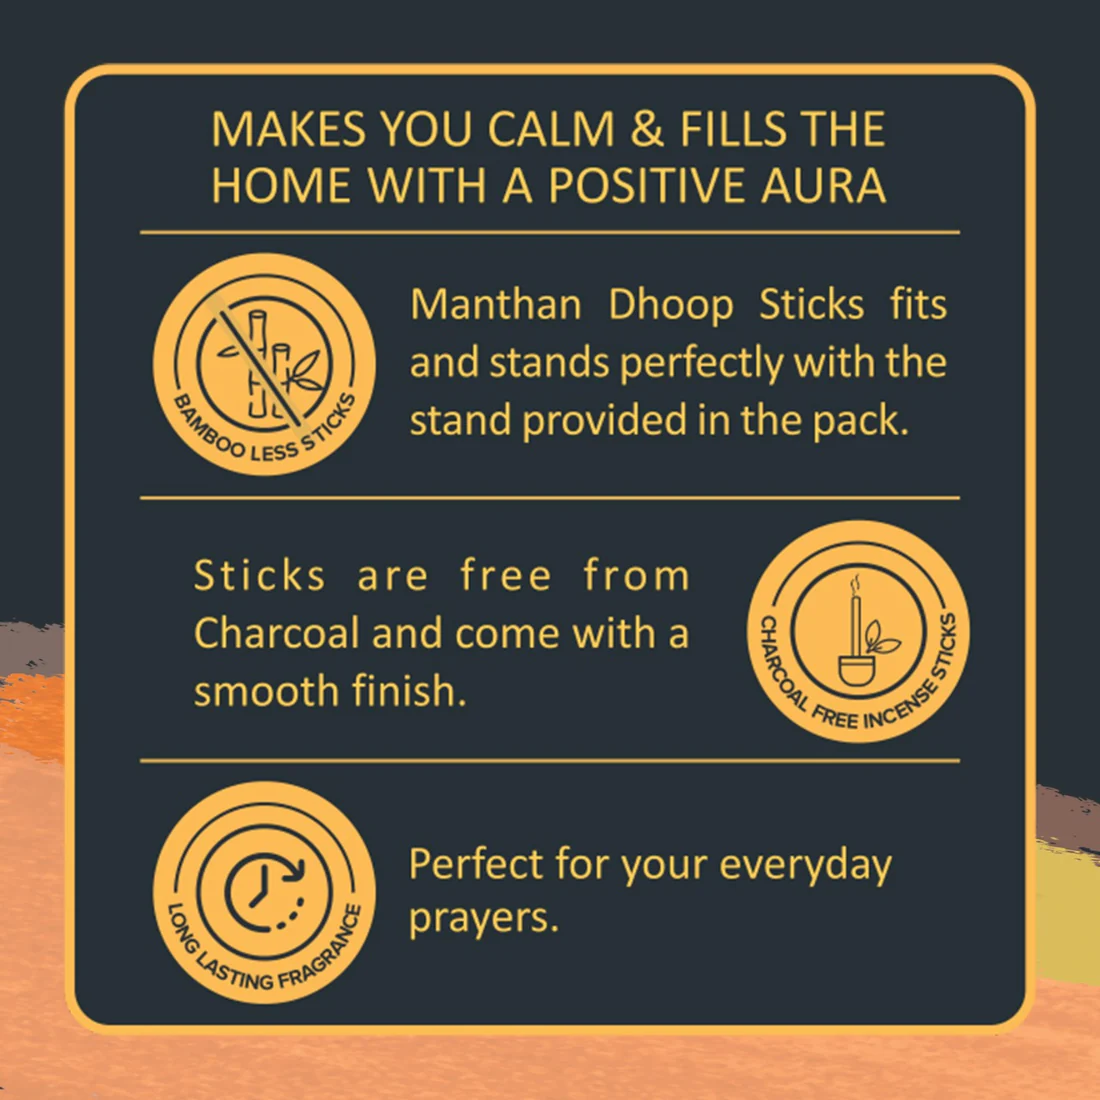 MAKES YOU CALM & FILLS THE
HOME WITH A POSITIVE AURA
BAMBOO LESS STICKS
Manthan Dhoop Sticks fits
and stands perfectly with the
stand provided in the pack.
Sticks are free from
Charcoal and come with a
smooth finish.
CHARCOAL FREE INCENSE STICKS
LONG LASTING FRAGRANCE
Perfect for your everyday
prayers.